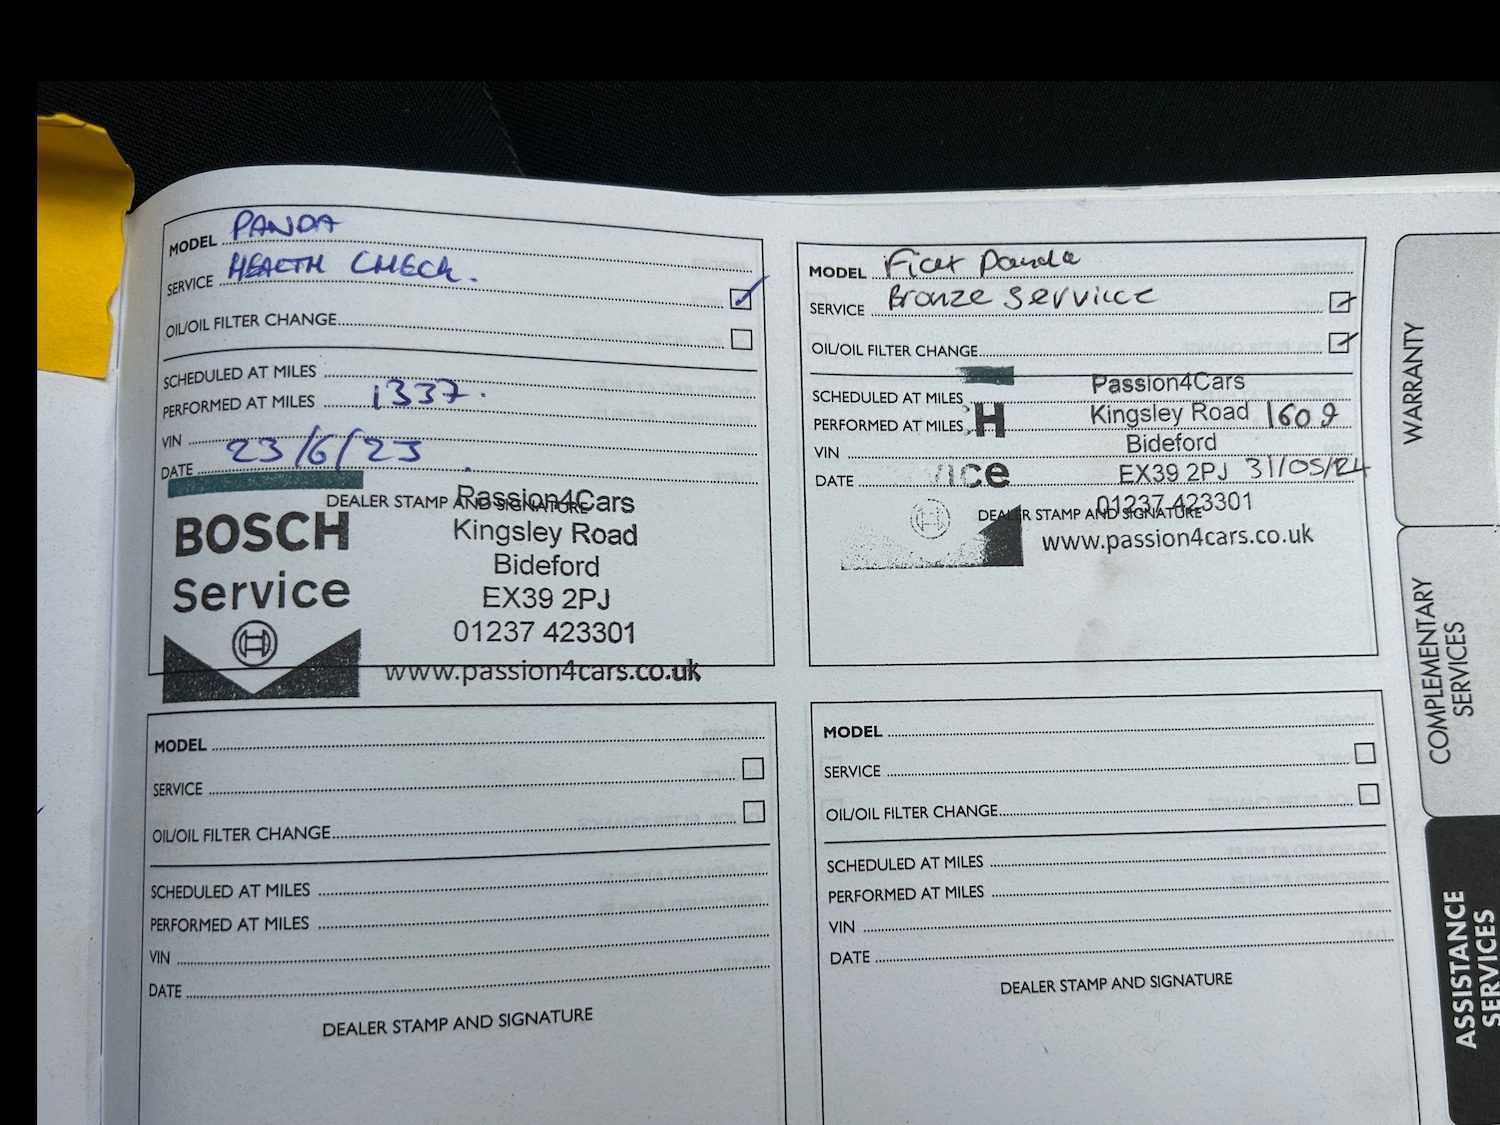 MODEL PANDA
SERVICE HEALTH CHECK.
OIL/OIL FILTER CHANGE
SCHEDULED AT MILES
PERFORMED AT MILES 1337.
VIN
DATE 23/6/23
DEALER STAMP AND SIGNATURE
BOSCH
Service
Passion4Cars
Kingsley Road
Bideford
EX39 2PJ
01237 423301
www.passion4cars.co.uk
MODEL Fiat Panda
SERVICE Bronze Service
OIL/OIL FILTER CHANGE
SCHEDULED AT MILES
PERFORMED AT MILES 1609
VIN
DATE 31/05/24
DEALER STAMP AND SIGNATURE
H
vice
Passion4Cars
Kingsley Road
Bideford
EX39 2PJ
01237 423301
www.passion4cars.co.uk
MODEL
SERVICE
OIL/OIL FILTER CHANGE
SCHEDULED AT MILES
PERFORMED AT MILES
VIN
DATE
DEALER STAMP AND SIGNATURE
MODEL
SERVICE
OIL/OIL FILTER CHANGE
SCHEDULED AT MILES
PERFORMED AT MILES
VIN
DATE
DEALER STAMP AND SIGNATURE
WARRANTY
COMPLEMENTARY
SERVICES
ASSISTANCE
SERVICES